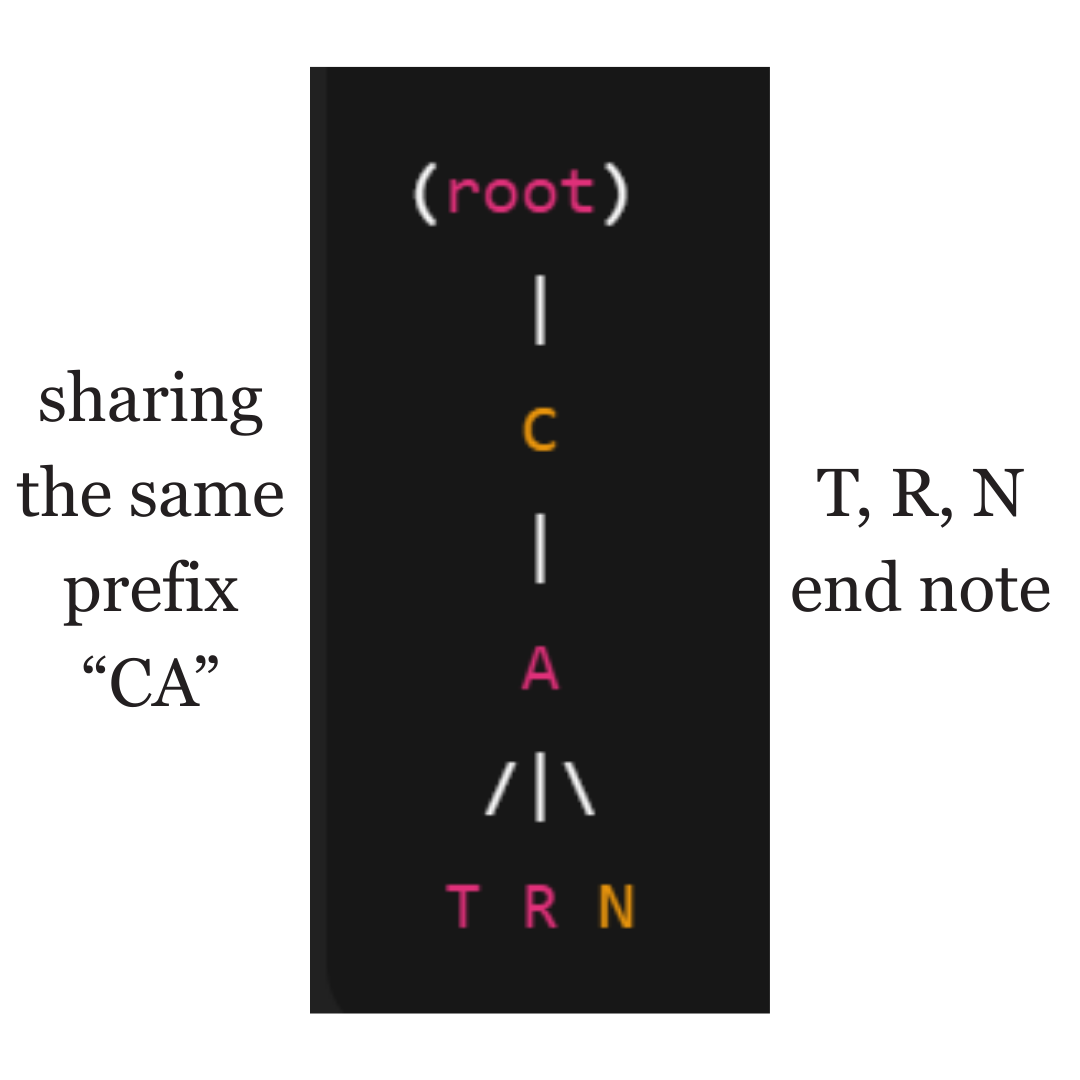 sharing
the same
prefix
“CA”
(root)
|
C
|
A
/|\
T R N
T, R, N
end note